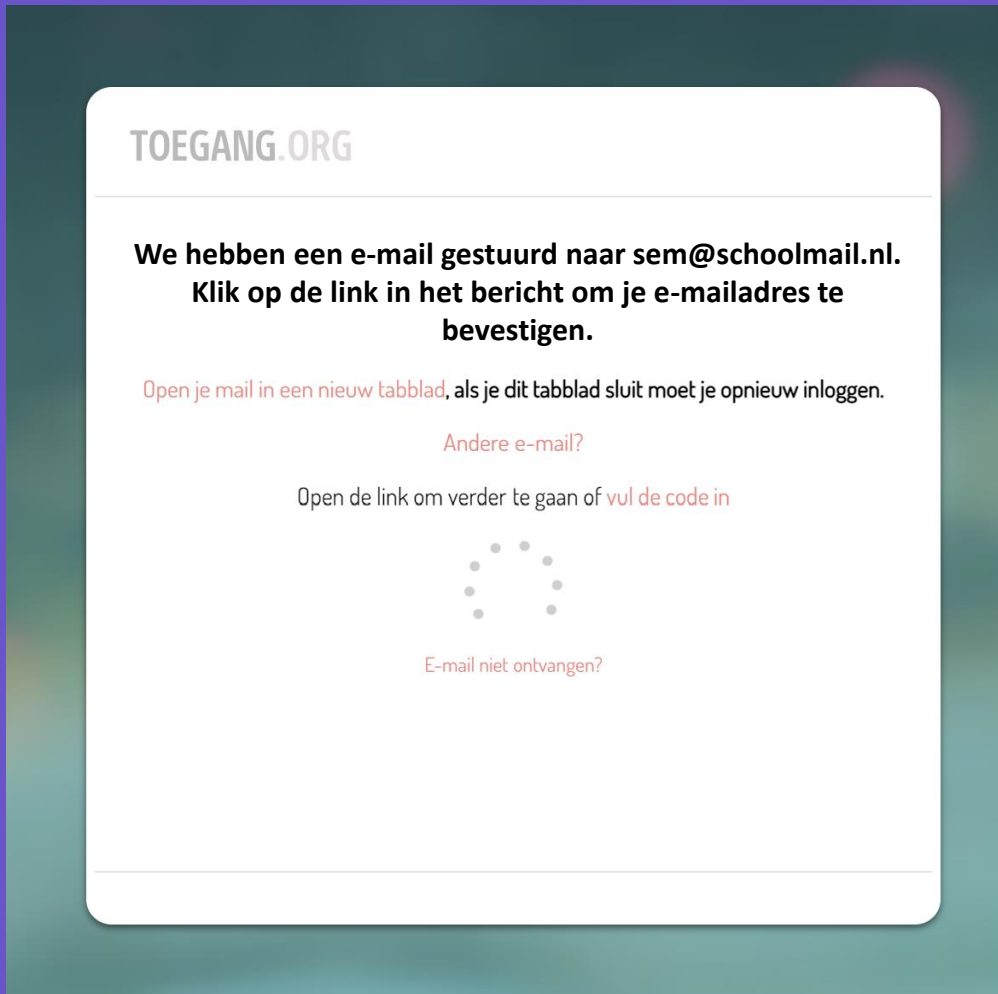 TOEGANG.ORG
We hebben een e-mail gestuurd naar sem@schoolmail.nl.
Klik op de link in het bericht om je e-mailadres te
bevestigen.
Open je mail in een nieuw tabblad, als je dit tabblad sluit moet je opnieuw inloggen.
Andere e-mail?
Open de link om verder te gaan of vul de code in
E-mail niet ontvangen?